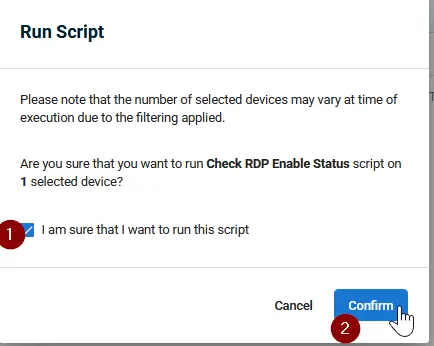 Run Script
Please note that the number of selected devices may vary at time of
execution due to the filtering applied.
Are you sure that you want to run Check RDP Enable Status script on
1 selected device?
1 I am sure that I want to run this script
Cancel Confirm
2